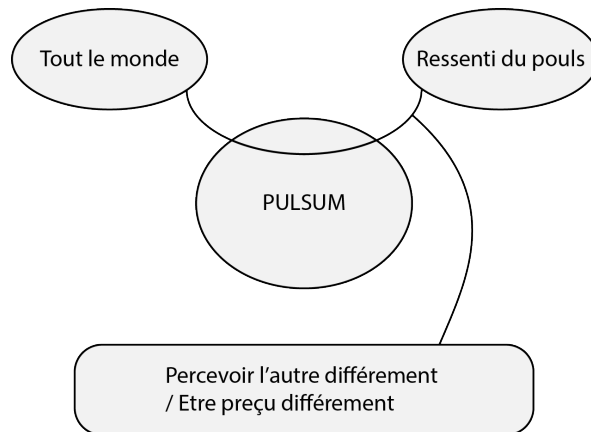 Tout le monde
Ressenti du pouls
PULSUM
Percevoir l'autre différement
/ Etre preçu différement